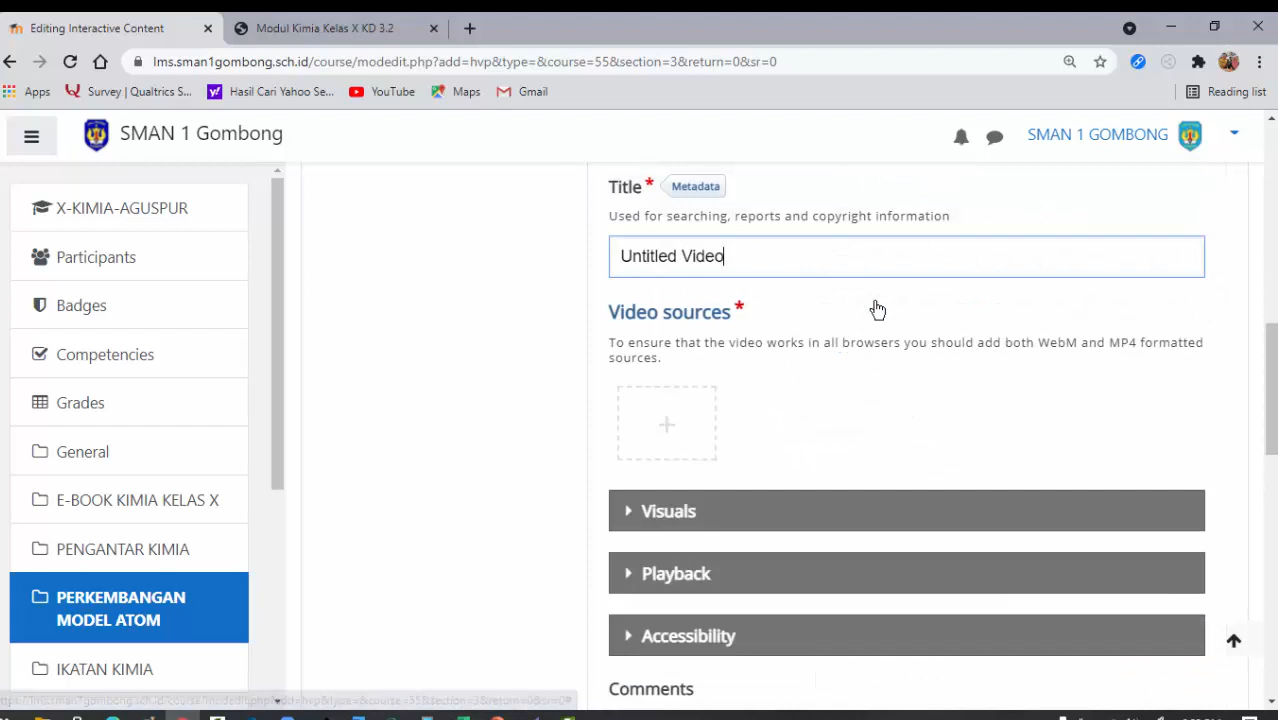 Editing Interactive Content
Modul Kimia Kelas X KD 3.2
lms.sman1gombong.sch.id/course/modedit.php?add=hvp&type=&course=55&section=3&return=0&sr=0
Apps
Survey | Qualtrics S...
Hasil Cari Yahoo Se...
YouTube
Maps
Gmail
Reading list
SMAN 1 Gombong
SMAN 1 GOMBONG
X-KIMIA-AGUSPUR
Participants
Badges
Competencies
Grades
General
E-BOOK KIMIA KELAS X
PENGANTAR KIMIA
PERKEMBANGAN
MODEL ATOM
IKATAN KIMIA
Title *
Metadata
Used for searching, reports and copyright information
Untitled Video
Video sources *
To ensure that the video works in all browsers you should add both WebM and MP4 formatted
sources.
Visuals
Playback
Accessibility
Comments